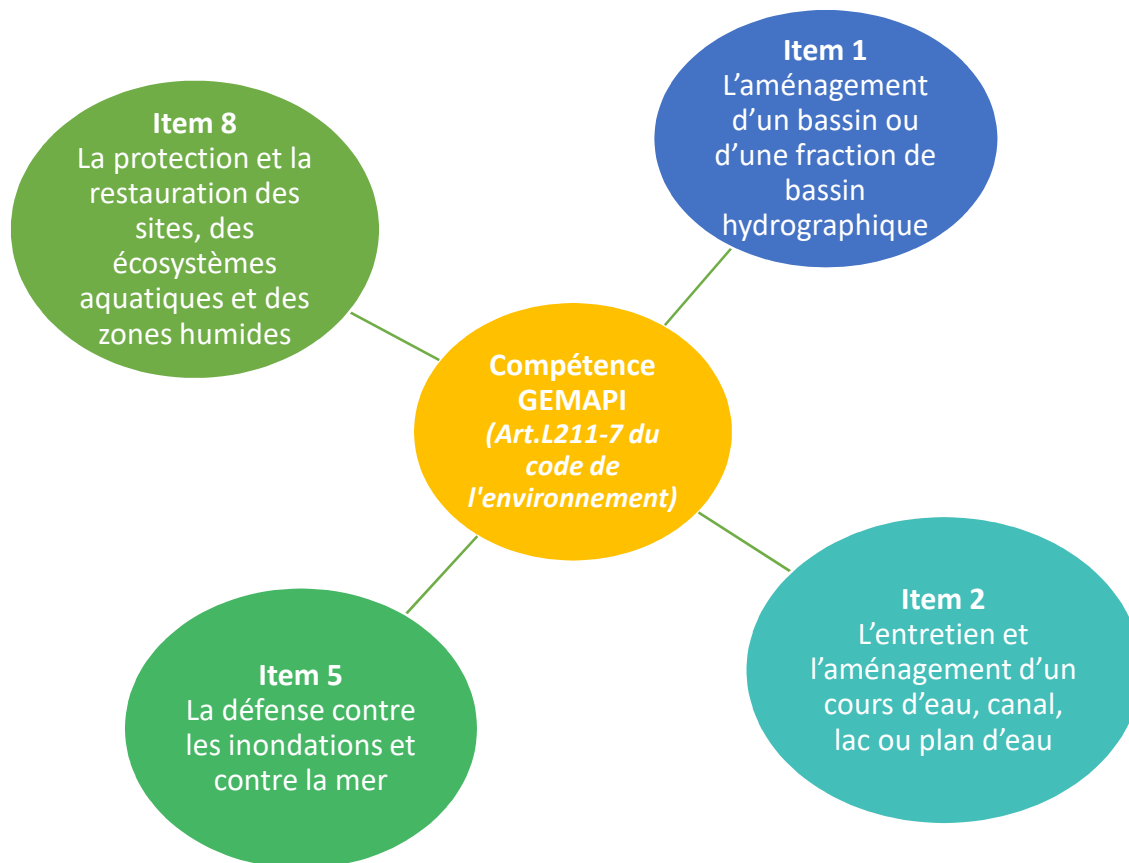 Item 1
L’aménagement
d’un bassin ou
d’une fraction de
bassin
hydrographique
Item 8
La protection et la
restauration des
sites, des
écosystèmes
aquatiques et des
zones humides
Compétence
GEMAPI
(Art.L211-7 du
code de
l'environnement)
Item 2
L’entretien et
l’aménagement d’un
cours d’eau, canal,
lac ou plan d’eau
Item 5
La défense contre
les inondations et
contre la mer